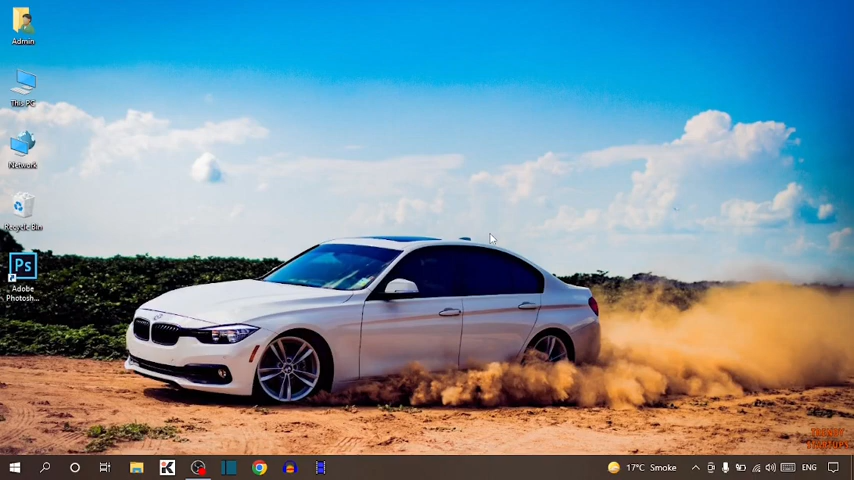 Admin
This PC
Network
Recycle Bin
Ps
Adobe
Photosh...
K
17°C Smoke
ENG